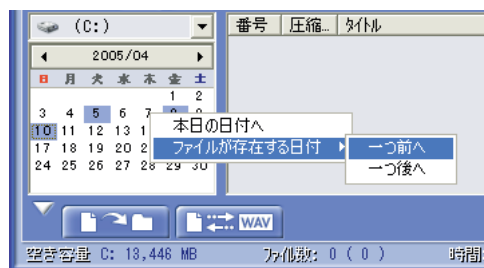 (C:)
番号 圧縮... タイトル
2005/04
日 月 火 水 木 金 土
1 2
3 4 5 6 7
本日の日付へ
10 11 12 13 1
ファイルが存在する日付 一つ前へ
17 18 19 20 2
一つ後へ
24 25 26 27 28 29 30
WAV
空き容量 C: 13,446 MB ファイル数: 0 ( 0 ) 時間: